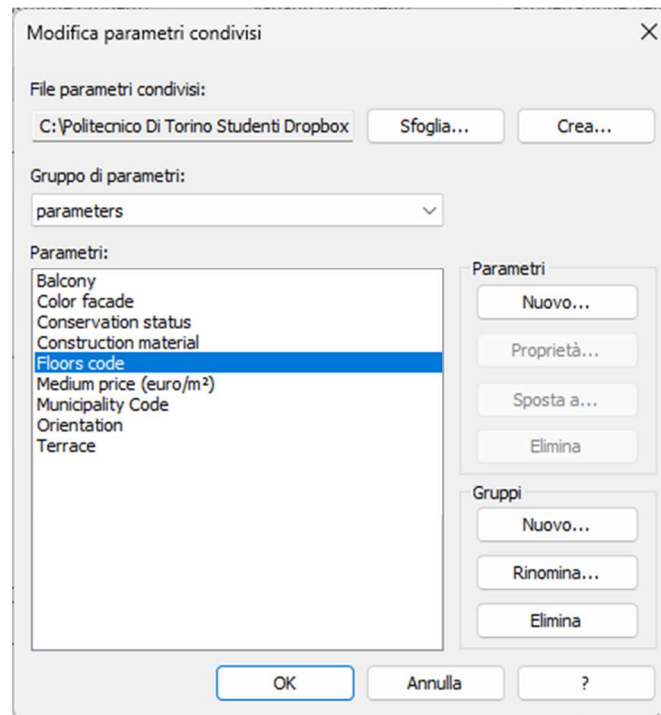 Modifica parametri condivisi
File parametri condivisi:
C:\Politecnico Di Torino Studenti Dropbox
Sfoglia...
Crea...
Gruppo di parametri:
parameters
Parametri:
Balcony
Color facade
Conservation status
Construction material
Floors code
Medium price (euro/m²)
Municipality Code
Orientation
Terrace
Parametri
Nuovo...
Proprietà...
Sposta a...
Elimina
Gruppi
Nuovo...
Rinomina...
Elimina
OK
Annulla
?